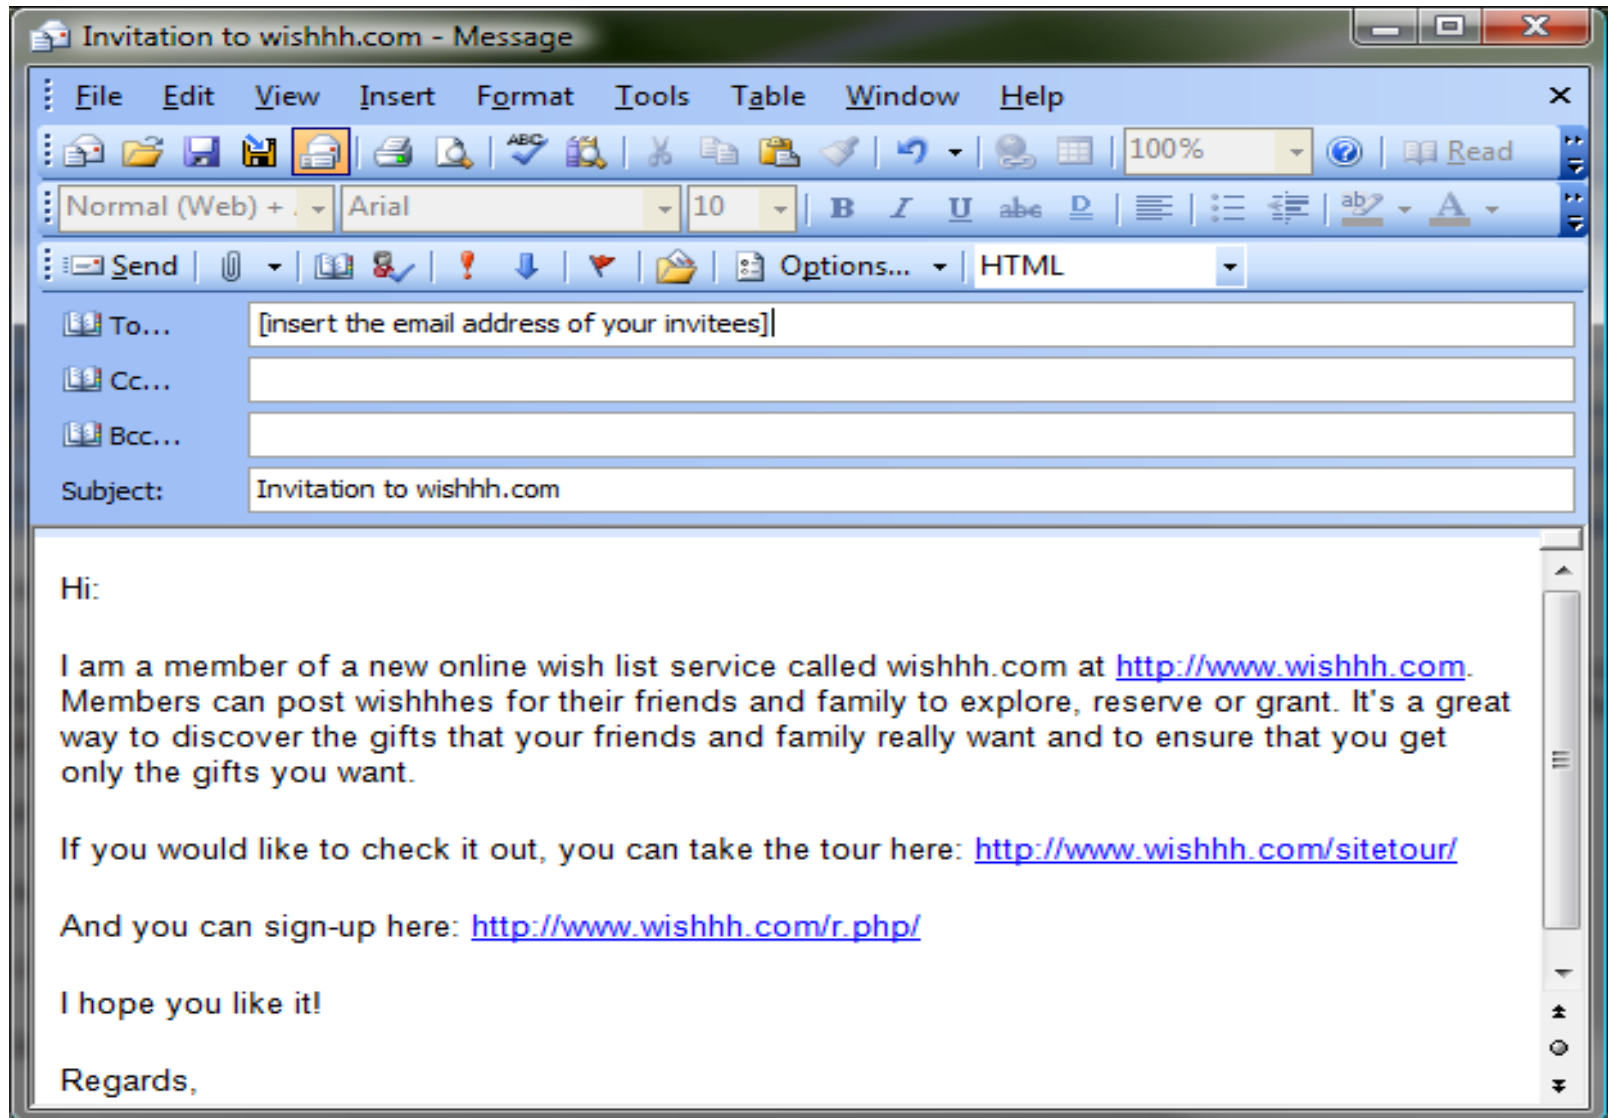 Invitation to wishhh.com - Message
File Edit View Insert Format Tools Table Window Help
ABC 100% Read
Normal (Web) + . Arial 10 B I U abc D ab A
Send Options... HTML
To... [insert the email address of your invitees]
Cc...
Bcc...
Subject: Invitation to wishhh.com
Hi:
I am a member of a new online wish list service called wishhh.com at http://www.wishhh.com.
Members can post wishhhes for their friends and family to explore, reserve or grant. It's a great
way to discover the gifts that your friends and family really want and to ensure that you get
only the gifts you want.
If you would like to check it out, you can take the tour here: http://www.wishhh.com/sitetour/
And you can sign-up here: http://www.wishhh.com/r.php/
I hope you like it!
Regards,